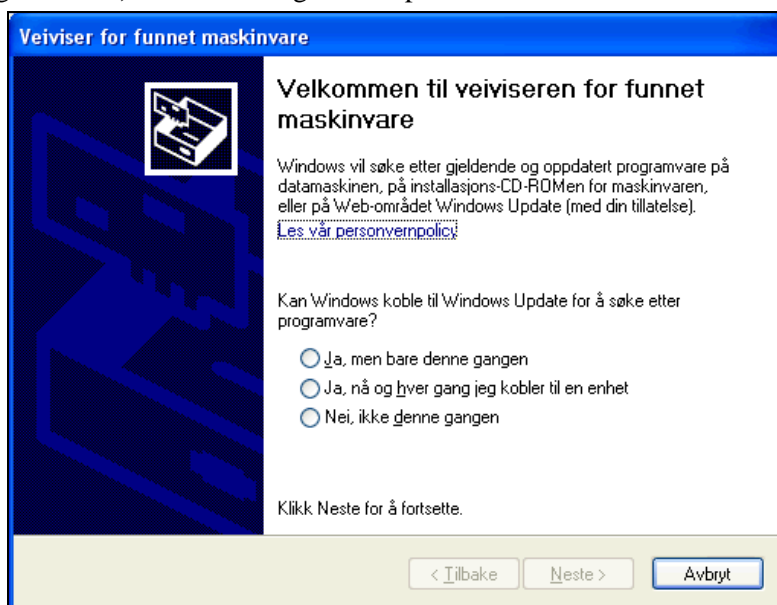 Veiviser for funnet maskinvare
Velkommen til veiviseren for funnet
maskinvare
Windows vil søke etter gjeldende og oppdatert programvare på
datamaskinen, på installasjons-CD-ROMen for maskinvaren,
eller på Web-området Windows Update (med din tillatelse).
Les vår personvernpolicy
Kan Windows koble til Windows Update for å søke etter
programvare?
Ja, men bare denne gangen
Ja, nå og hver gang jeg kobler til en enhet
Nei, ikke denne gangen
Klikk Neste for å fortsette.
< Tilbake
Neste >
Avbryt